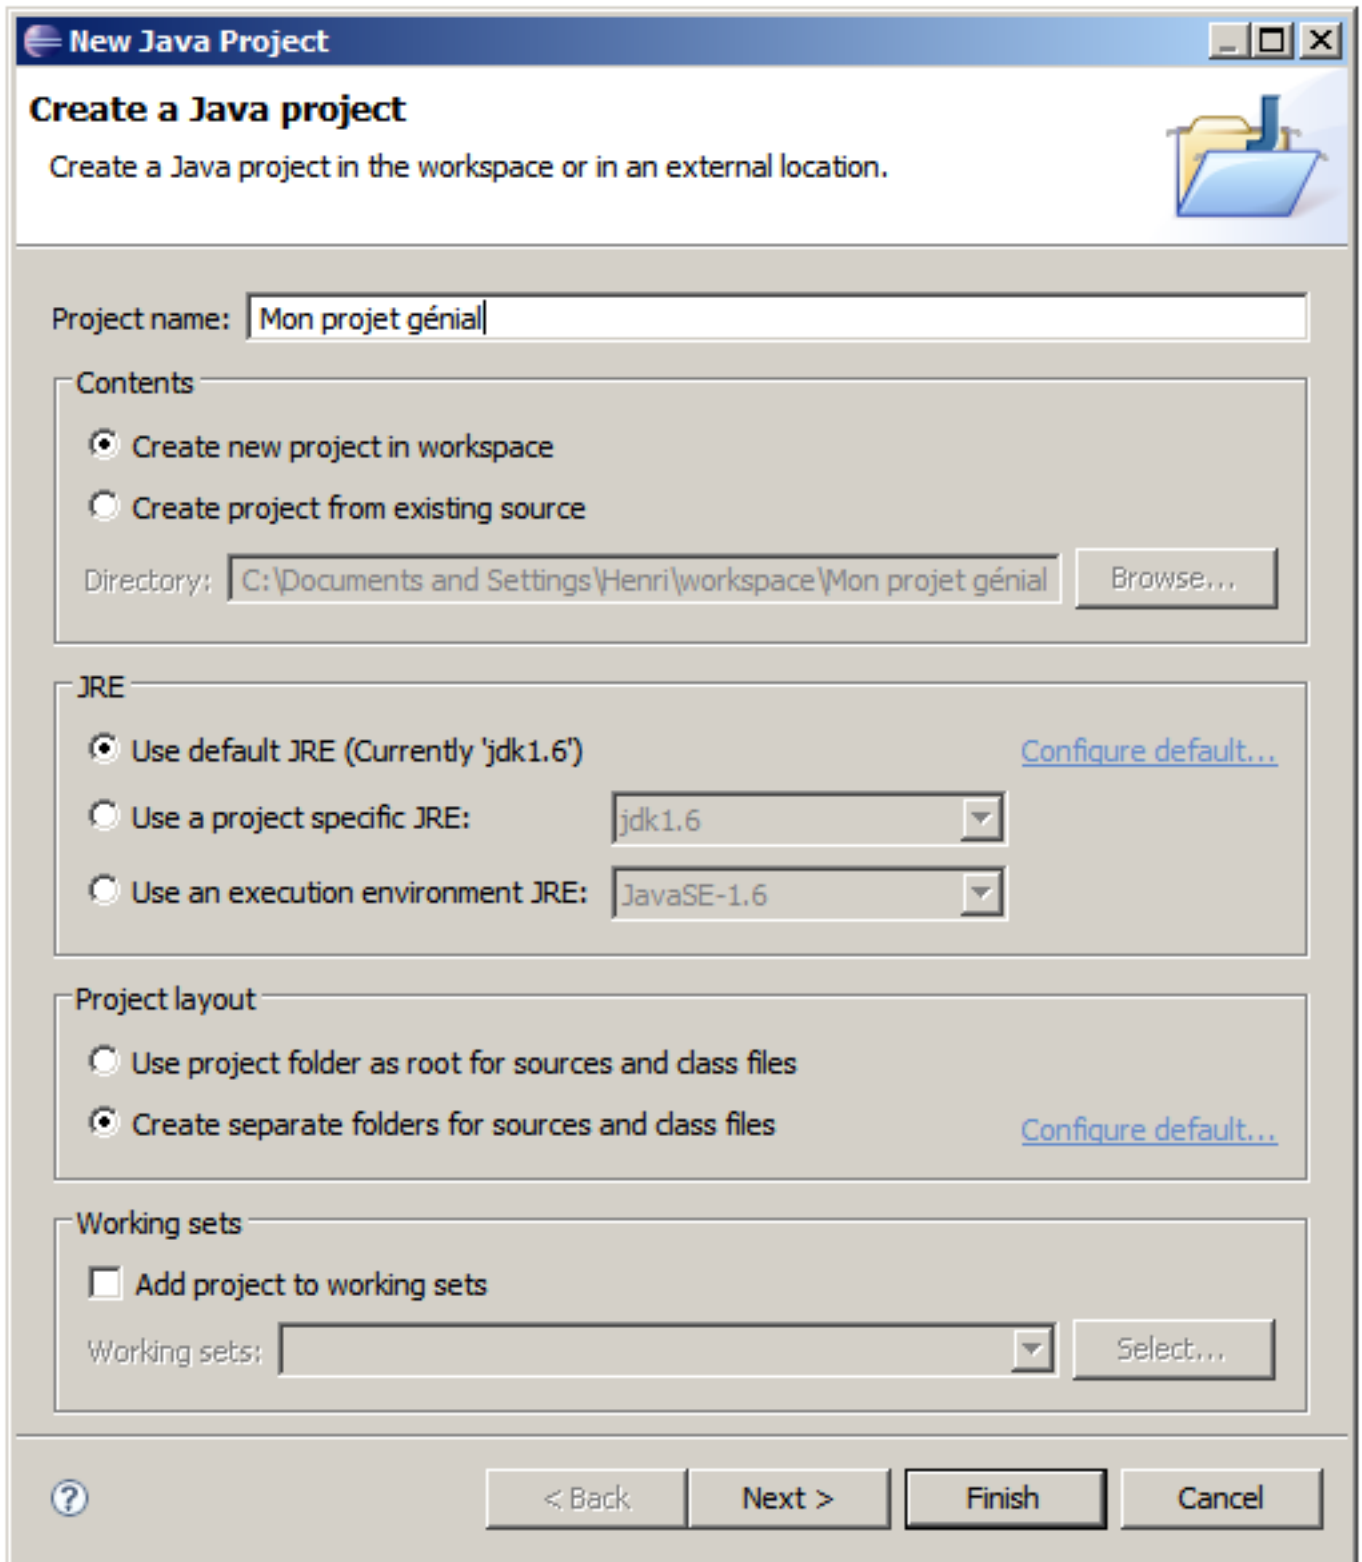 New Java Project
Create a Java project
Create a Java project in the workspace or in an external location.
Project name: Mon projet génial
Contents
Create new project in workspace
Create project from existing source
Directory: C:\Documents and Settings\Henri\workspace\Mon projet génial Browse...
JRE
Use default JRE (Currently 'jdk1.6') Configure default...
Use a project specific JRE: jdk1.6
Use an execution environment JRE: JavaSE-1.6
Project layout
Use project folder as root for sources and class files
Create separate folders for sources and class files Configure default...
Working sets
Add project to working sets
Working sets: Select...
? < Back Next > Finish Cancel